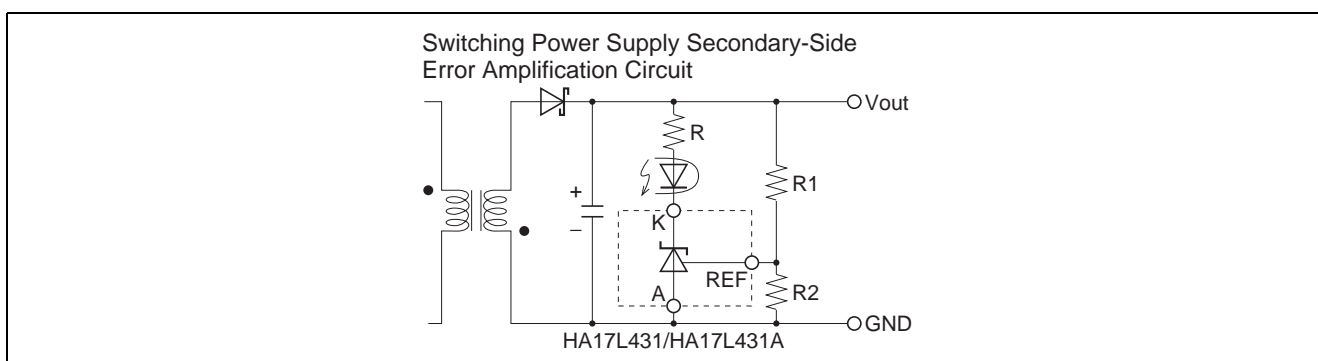 Switching Power Supply Secondary-Side
Error Amplification Circuit
Vout
R
R1
+
−
K
REF
A
R2
GND
HA17L431/HA17L431A